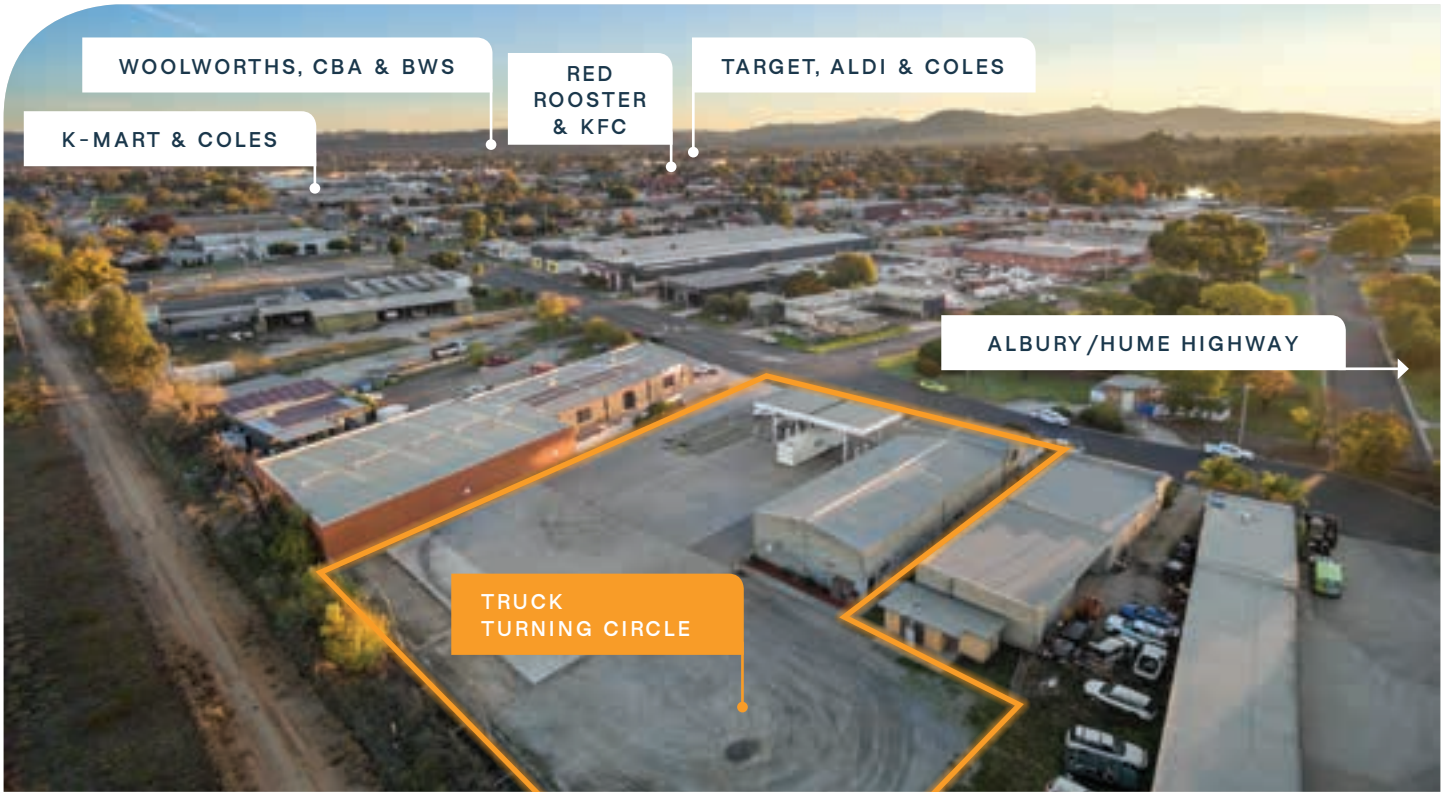 WOOLWORTHS, CBA & BWS
RED
ROOSTER
& KFC
TARGET, ALDI & COLES
K-MART & COLES
ALBURY/HUME HIGHWAY
TRUCK
TURNING CIRCLE